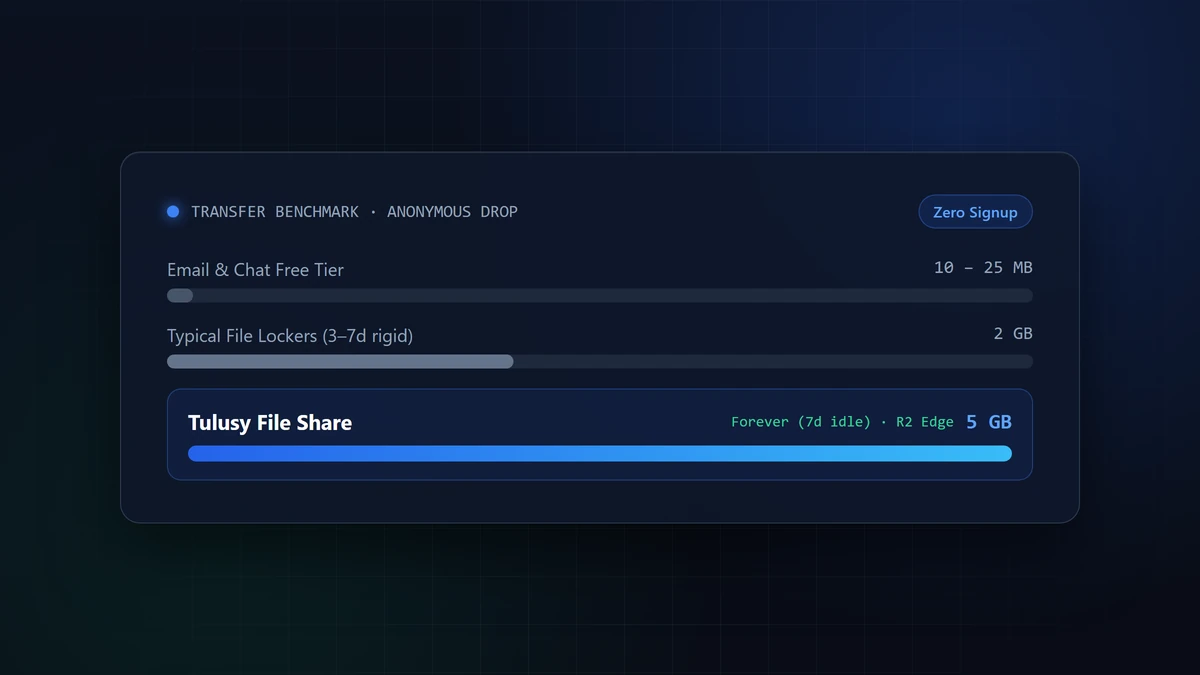 TRANSFER BENCHMARK · ANONYMOUS DROP
Zero Signup
Email & Chat Free Tier
10 – 25 MB
Typical File Lockers (3–7d rigid)
2 GB
Tulusy File Share
Forever (7d idle) · R2 Edge 5 GB